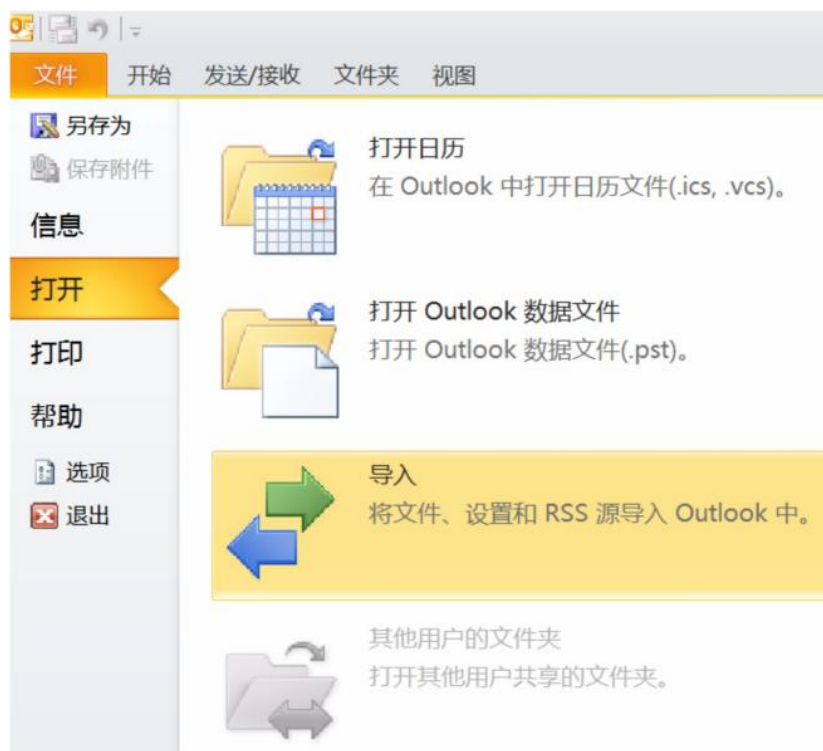 文件 开始 发送/接收 文件夹 视图
另存为
保存附件
信息
打开
打印
帮助
选项
退出
打开日历
在 Outlook 中打开日历文件(.ics, .vcs)。
打开 Outlook 数据文件
打开 Outlook 数据文件(.pst)。
导入
将文件、设置和 RSS 源导入 Outlook 中。
其他用户的文件夹
打开其他用户共享的文件夹。